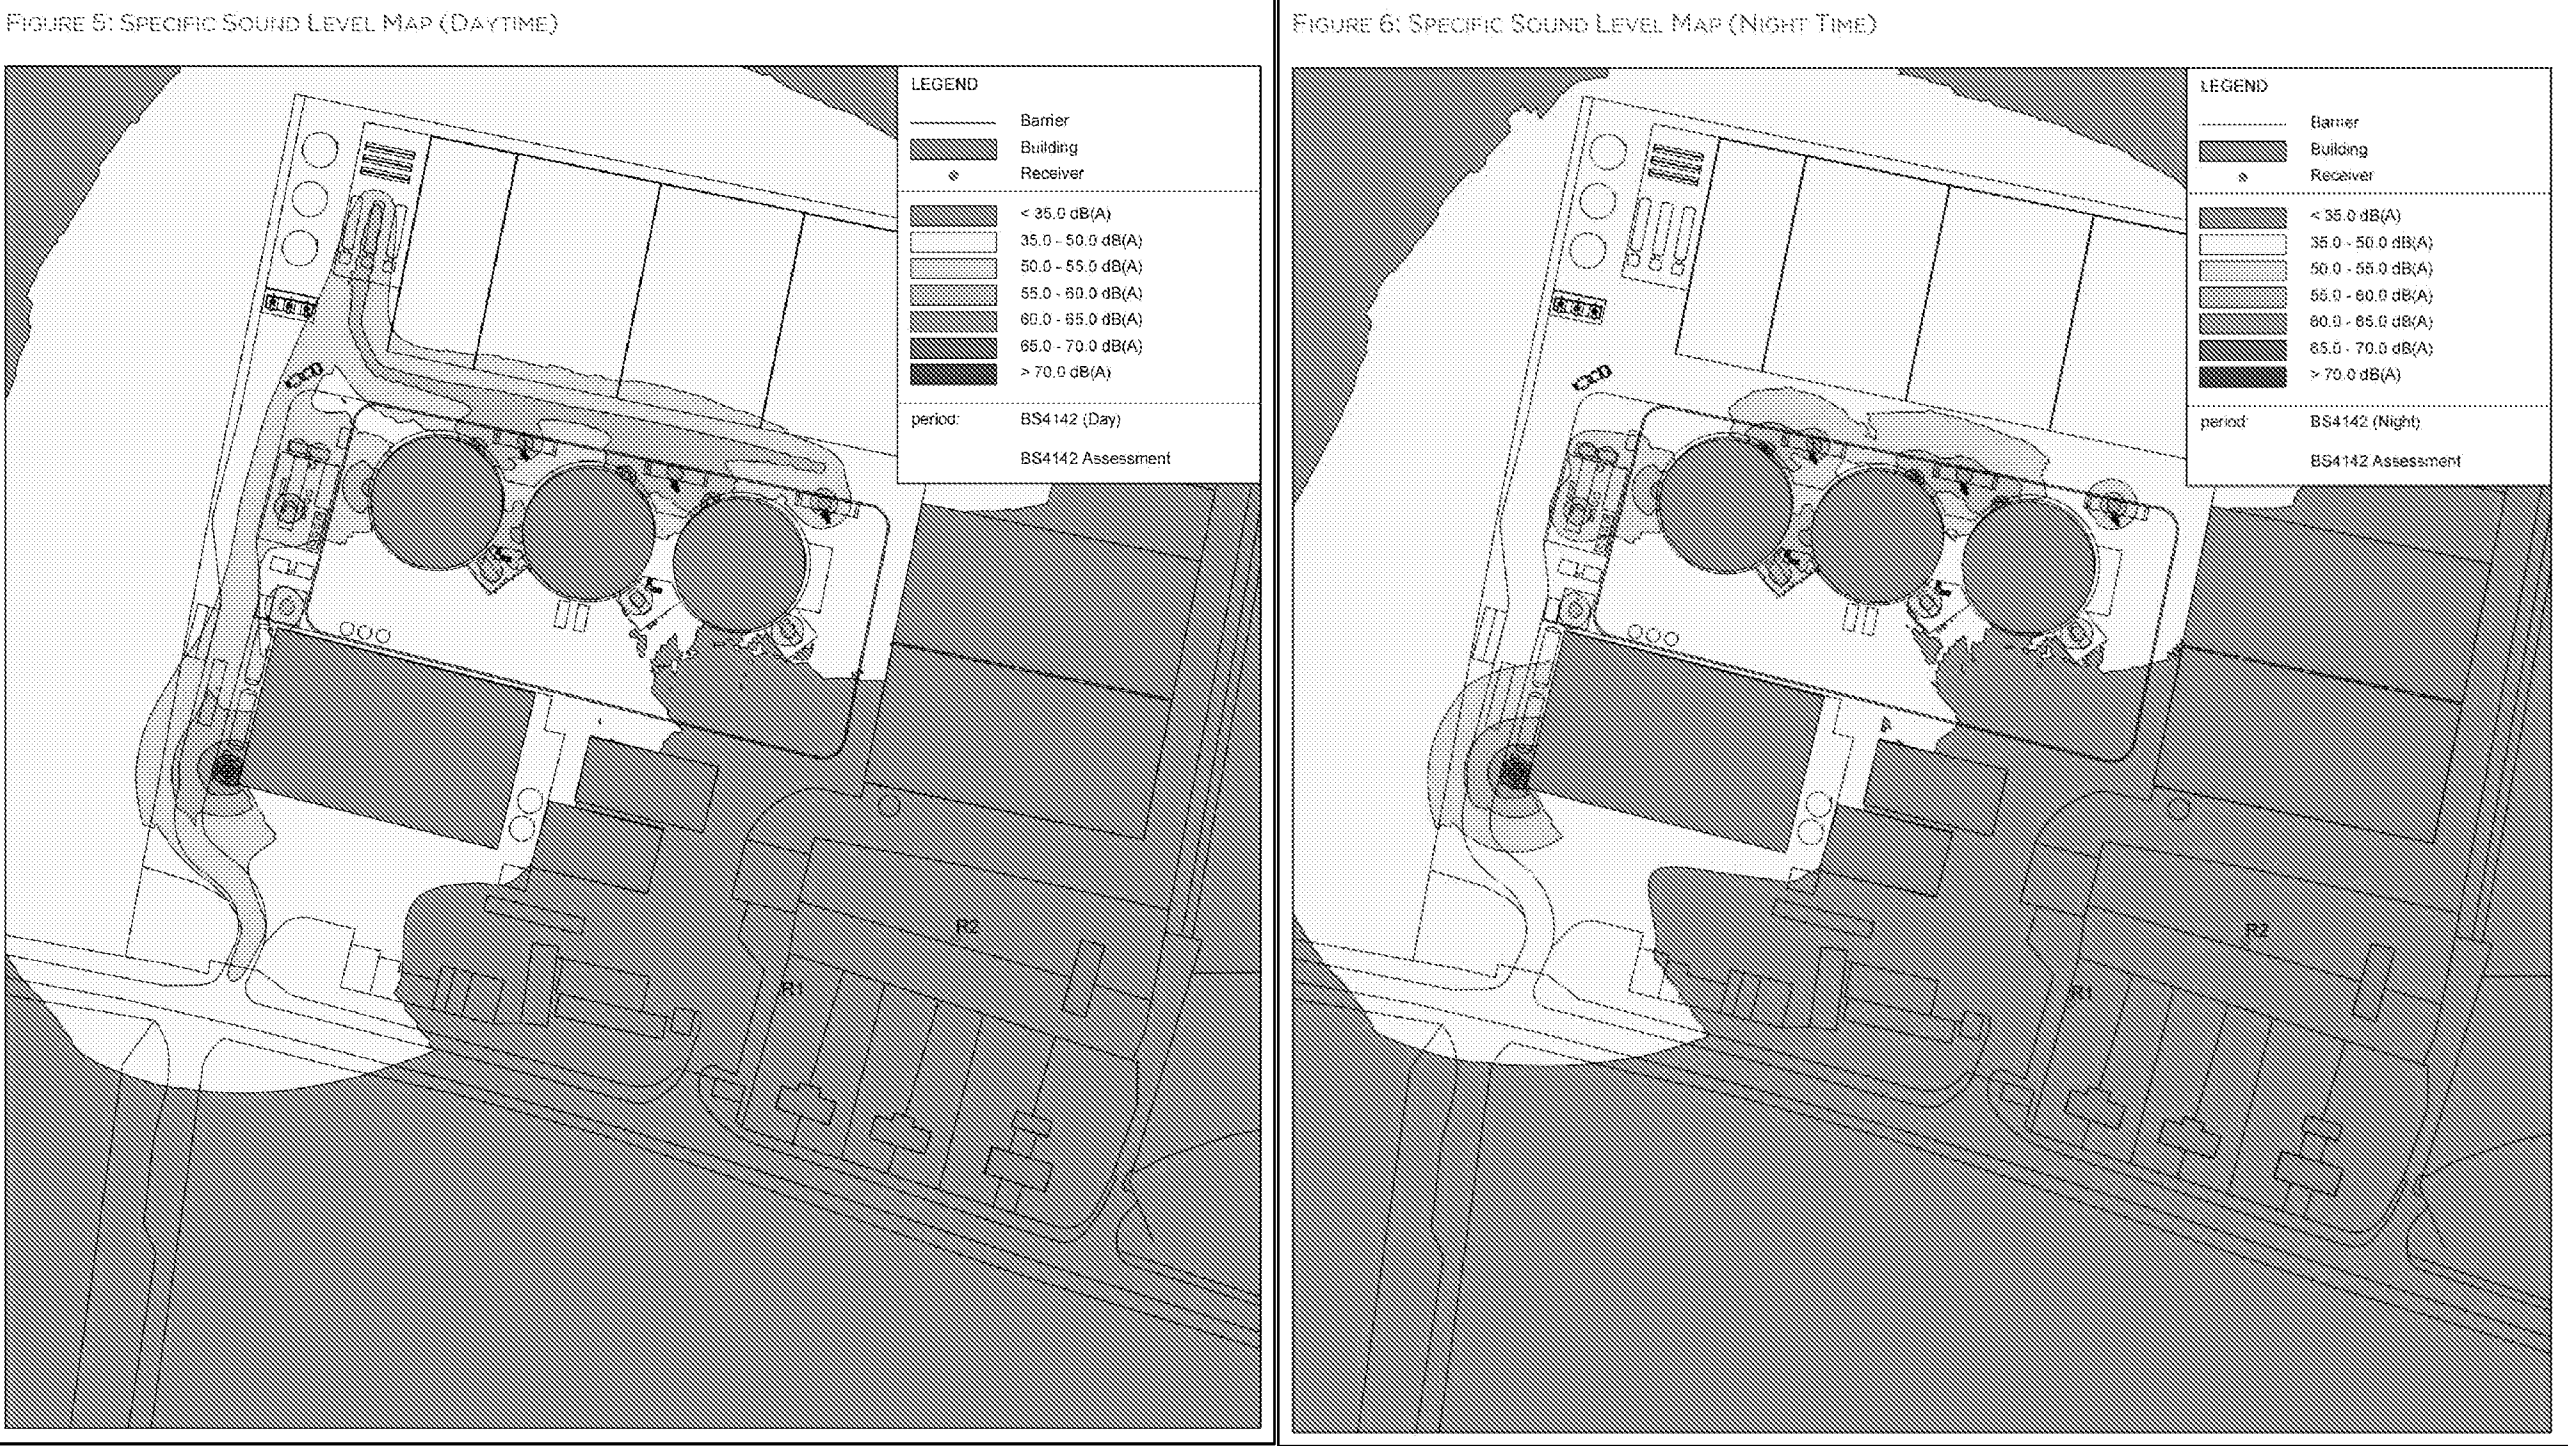 FIGURE 5: SPECIFIC SOUND LEVEL MAP (DAYTIME)
LEGEND
Barrier
Building
Receiver
< 35.0 dB(A)
35.0 - 50.0 dB(A)
50.0 - 55.0 dB(A)
55.0 - 60.0 dB(A)
60.0 - 65.0 dB(A)
65.0 - 70.0 dB(A)
> 70.0 dB(A)
period: BS4142 (Day)
BS4142 Assessment
R2
R1
FIGURE 6: SPECIFIC SOUND LEVEL MAP (NIGHT TIME)
LEGEND
Barrier
Building
Receiver
< 35.0 dB(A)
35.0 - 50.0 dB(A)
50.0 - 55.0 dB(A)
55.0 - 60.0 dB(A)
60.0 - 65.0 dB(A)
65.0 - 70.0 dB(A)
> 70.0 dB(A)
period: BS4142 (Night)
BS4142 Assessment
R2
R1